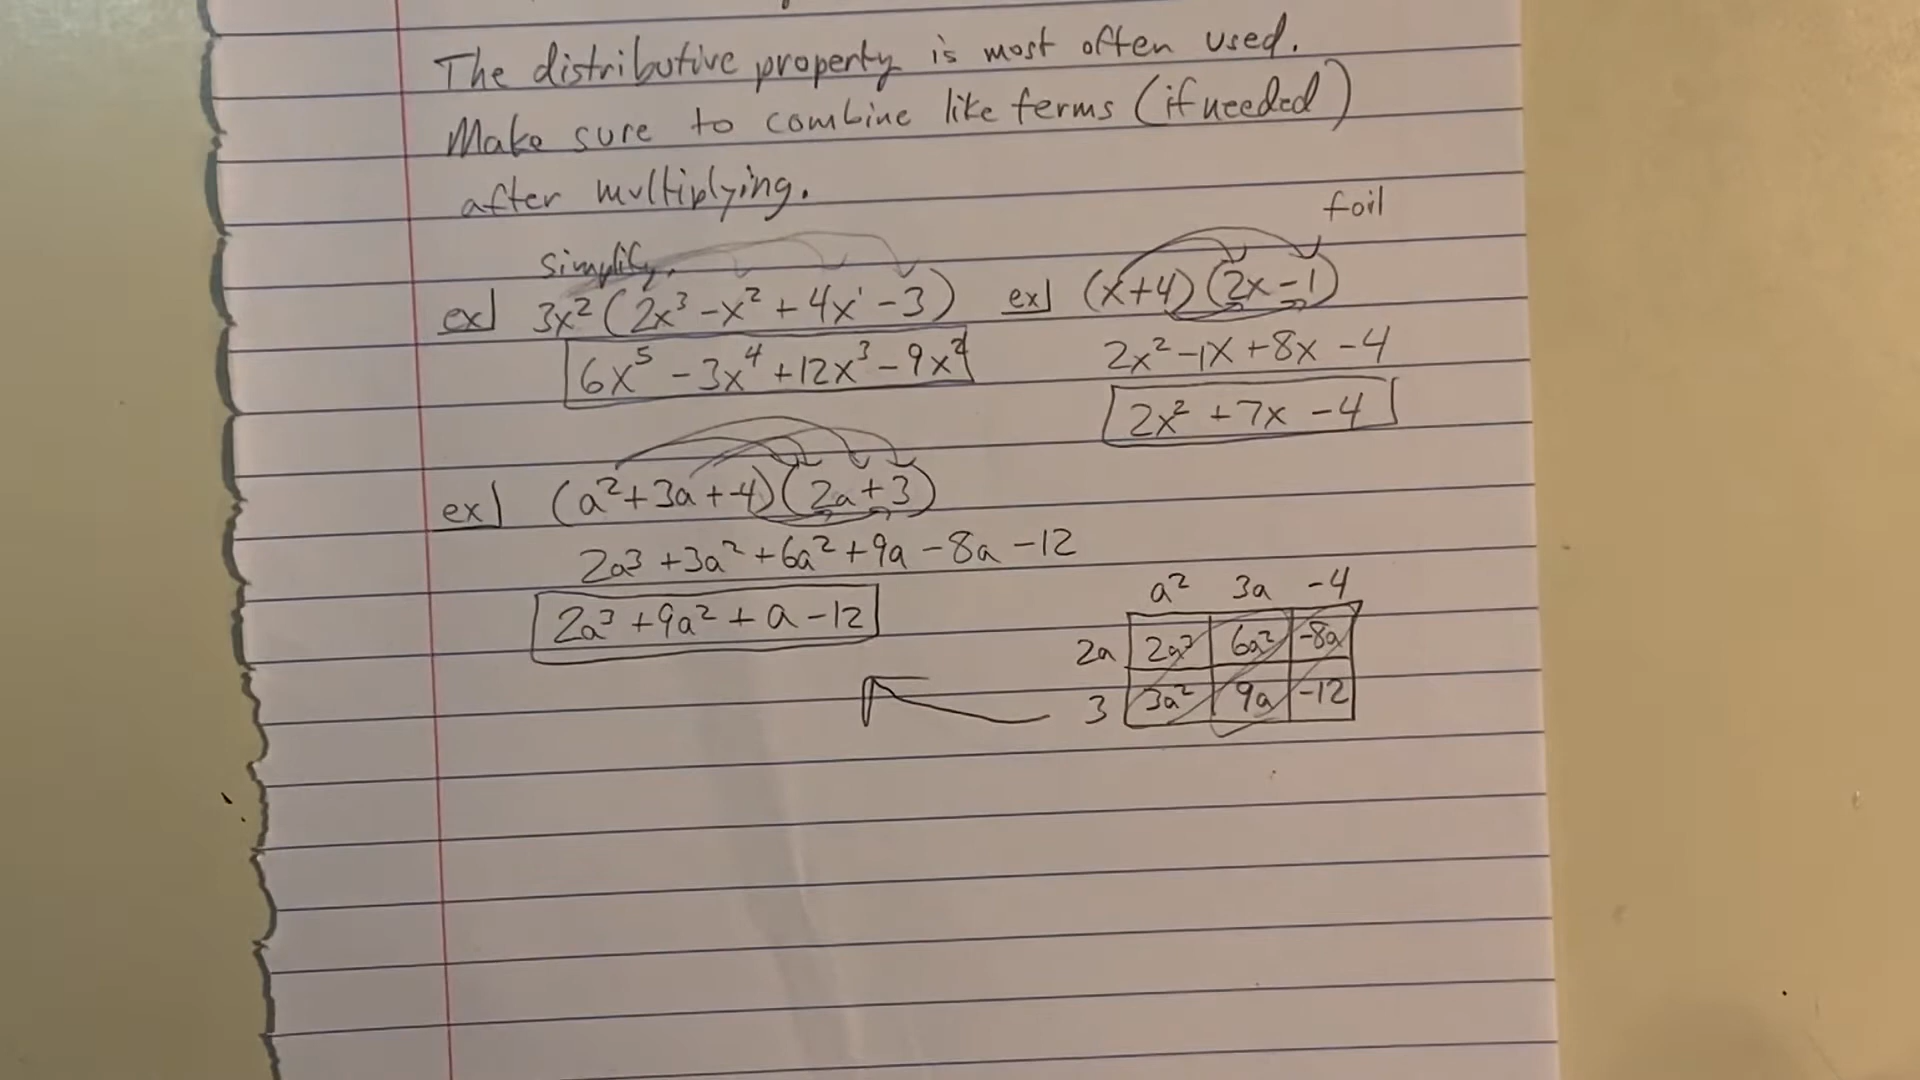 The distributive property is most often used.
Make sure to combine like terms (if needed)
after multiplying.
foil
simplify.
ex] 3x² (2x³ - x² + 4x¹ - 3) ex] (x+4)(2x-1)
6x⁵ - 3x⁴ + 12x³ - 9x² 2x² - 1x + 8x - 4
2x² + 7x - 4
ex] (a² + 3a + -4)(2a + 3)
2a³ + 3a² + 6a² + 9a - 8a - 12
a² 3a -4
2a³ + 9a² + a - 12
2a 2a³ 6a² -8a
3 3a² 9a -12